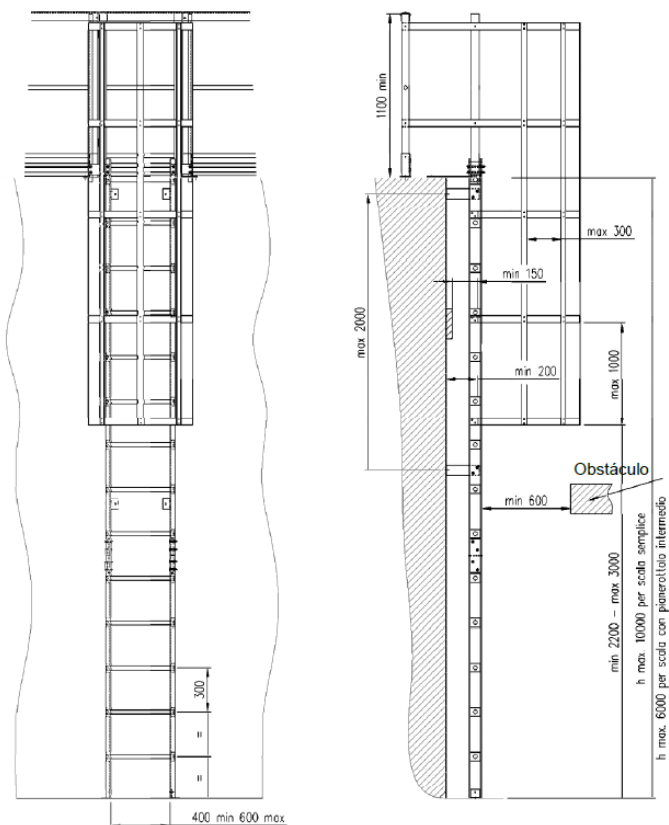 300
=
=
400 min 600 max
1100 min
max 300
min 150
max 2000
max 1000
min 200
Obstáculo
min 600
min 2200 - max 3000
h max. 10000 per scala semplice
h max. 6000 per scala con pianerottolo intermedio